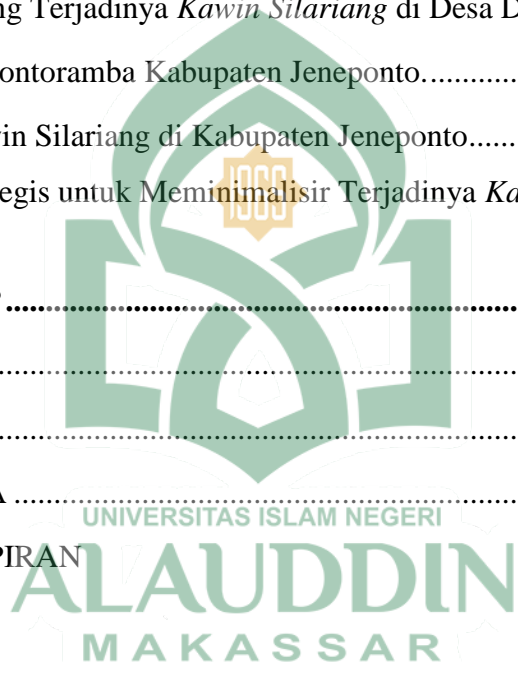 ng Terjadinya Kawin Silariang di Desa D
ontoramba Kabupaten Jeneponto...........
in Silariang di Kabupaten Jeneponto......
egis untuk Meminimalisir Terjadinya Ka
1969
................................................
................................................
................................................
A ................................................
UNIVERSITAS ISLAM NEGERI
PIRAN
ALAUDDIN
MAKASSAR